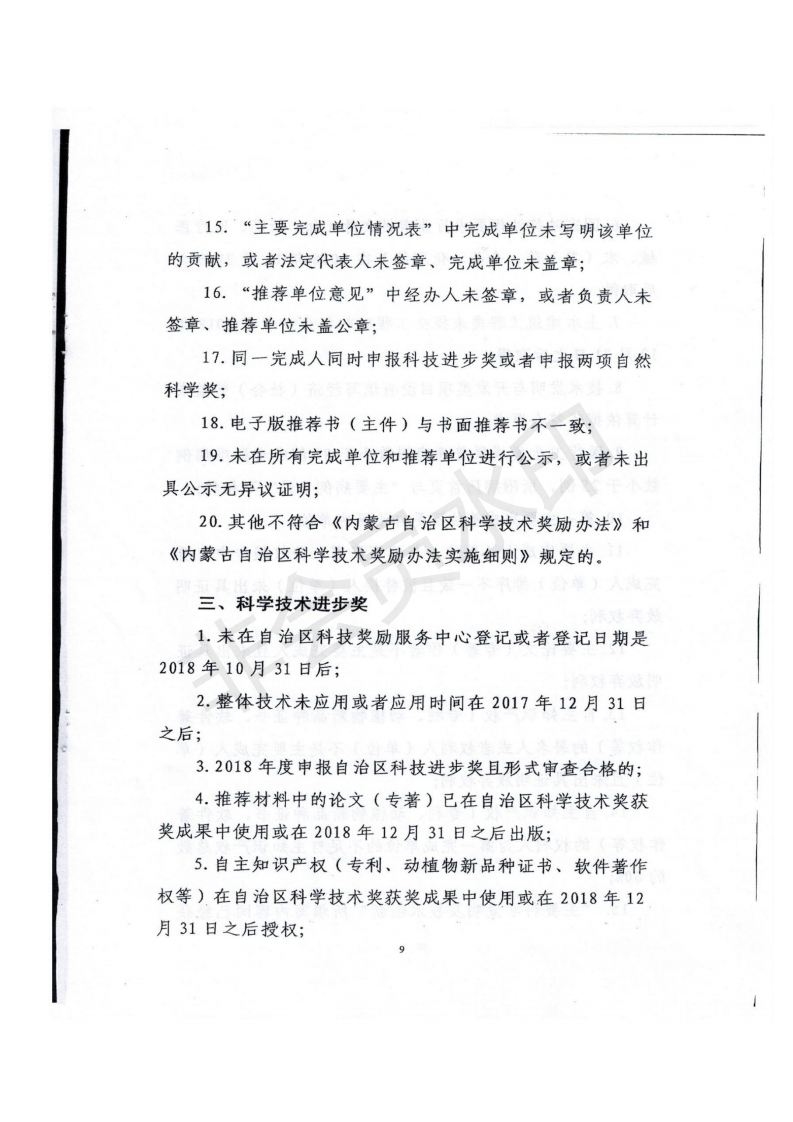 15. “主要完成单位情况表”中完成单位未写明该单位
的贡献，或者法定代表人未签章、完成单位未盖章；
16. “推荐单位意见”中经办人未签章，或者负责人未
签章、推荐单位未盖公章；
17. 同一完成人同时申报科技进步奖或者申报两项自然
科学奖；
18. 电子版推荐书（主件）与书面推荐书不一致；
19. 未在所有完成单位和推荐单位进行公示，或者未出
具公示无异议证明；
20. 其他不符合《内蒙古自治区科学技术奖励办法》和
《内蒙古自治区科学技术奖励办法实施细则》规定的。
三、科学技术进步奖
1. 未在自治区科技奖励服务中心登记或者登记日期是
2018 年 10 月 31 日后；
2. 整体技术未应用或者应用时间在 2017 年 12 月 31 日
之后；
3. 2018 年度申报自治区科技进步奖且形式审查合格的；
4. 推荐材料中的论文（专著）已在自治区科学技术奖获
奖成果中使用或在 2018 年 12 月 31 日之后出版；
5. 自主知识产权（专利、动植物新品种证书、软件著作
权等）在自治区科学技术奖获奖成果中使用或在 2018 年 12
月 31 日之后授权；
9
非会员水印